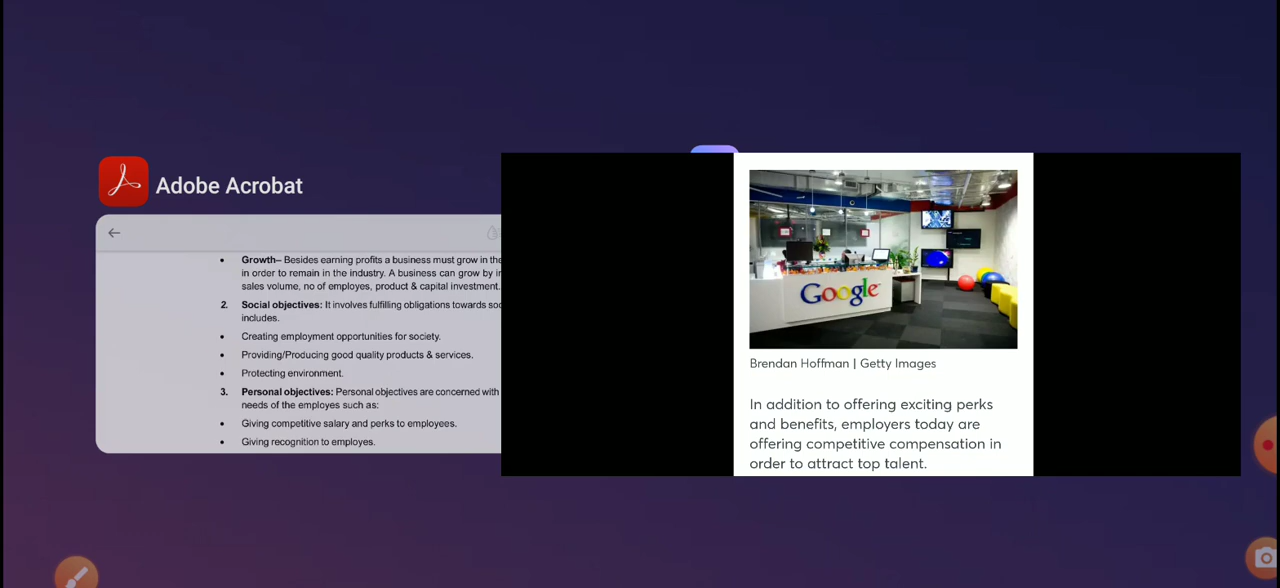 Adobe Acrobat
• Growth– Besides earning profits a business must grow in the
in order to remain in the industry. A business can grow by in
sales volume, no of employes, product & capital investment.
2. Social objectives: It involves fulfilling obligations towards soc
includes.
• Creating employment opportunities for society.
• Providing/Producing good quality products & services.
• Protecting environment.
3. Personal objectives: Personal objectives are concerned with
needs of the employes such as:
• Giving competitive salary and perks to employees.
• Giving recognition to employes.
Google
Brendan Hoffman | Getty Images
In addition to offering exciting perks
and benefits, employers today are
offering competitive compensation in
order to attract top talent.